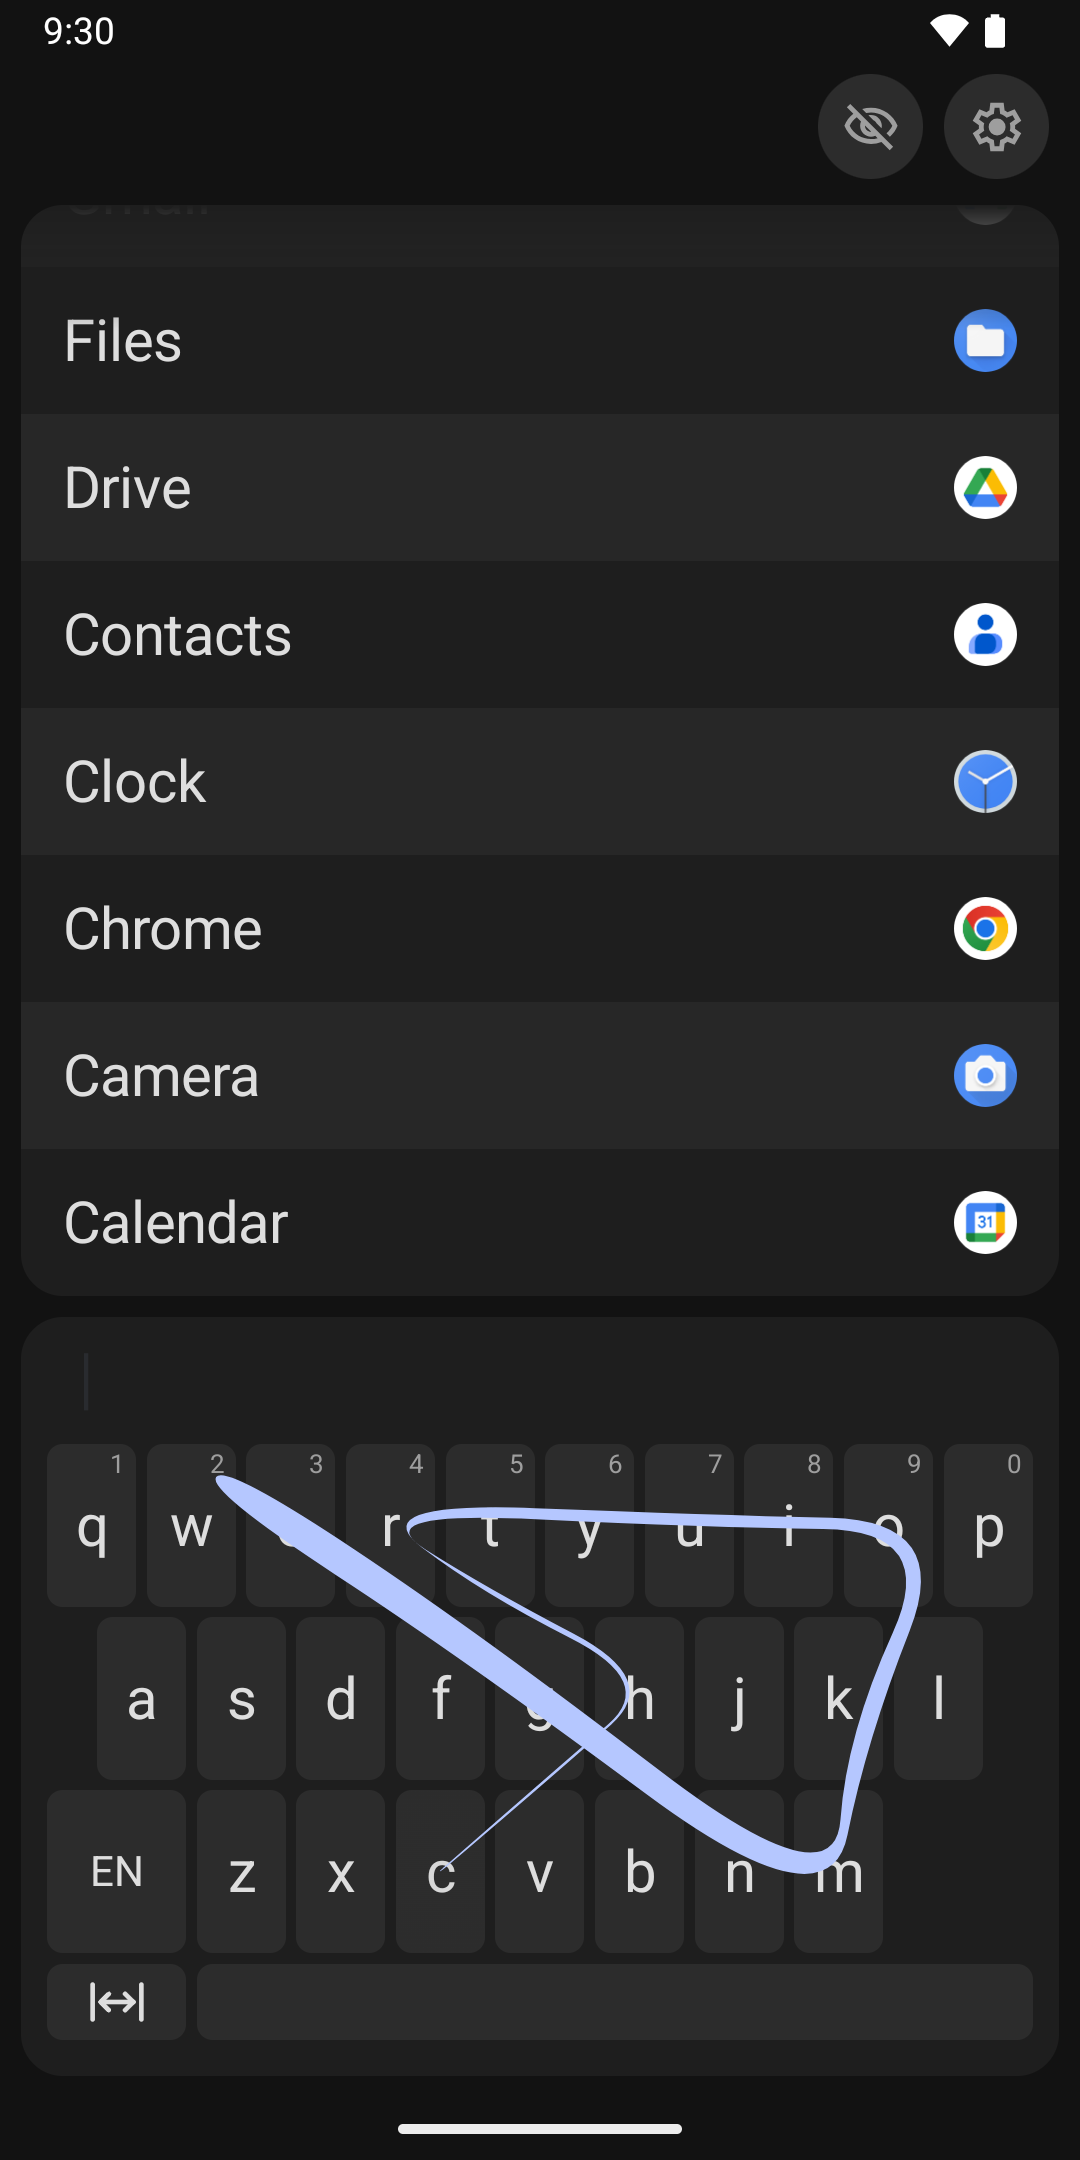 9:30
Files
Drive
Contacts
Clock
Chrome
Camera
Calendar
31
1 2 3 4 5 6 7 8 9 0
q w e r t y u i o p
a s d f g h j k l
EN z x c v b n m